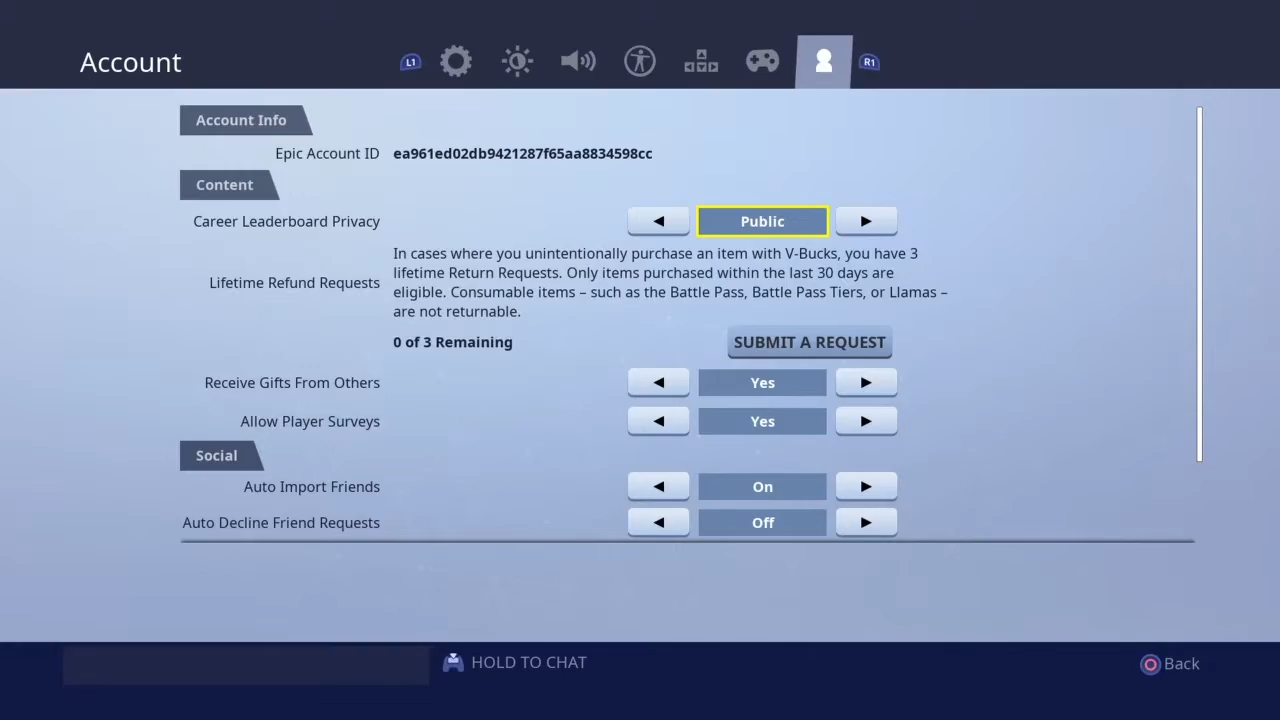 Account
L1
R1
Account Info
Epic Account ID ea961ed02db9421287f65aa8834598cc
Content
Career Leaderboard Privacy Public
In cases where you unintentionally purchase an item with V-Bucks, you have 3
lifetime Return Requests. Only items purchased within the last 30 days are
Lifetime Refund Requests
eligible. Consumable items – such as the Battle Pass, Battle Pass Tiers, or Llamas –
are not returnable.
0 of 3 Remaining SUBMIT A REQUEST
Receive Gifts From Others Yes
Allow Player Surveys Yes
Social
Auto Import Friends On
Auto Decline Friend Requests Off
HOLD TO CHAT
Back